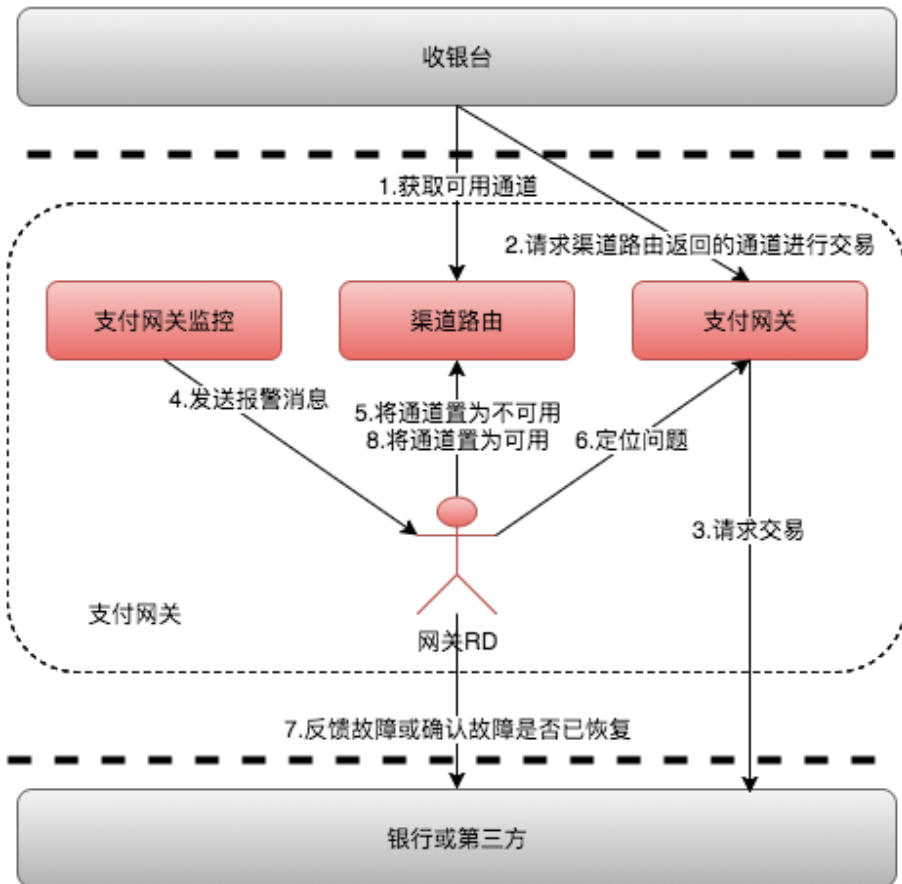 收银台
1.获取可用通道
2.请求渠道路由返回的通道进行交易
支付网关监控
渠道路由
支付网关
4.发送报警消息
5.将通道置为不可用
8.将通道置为可用
6.定位问题
3.请求交易
支付网关
网关RD
7.反馈故障或确认故障是否已恢复
银行或第三方